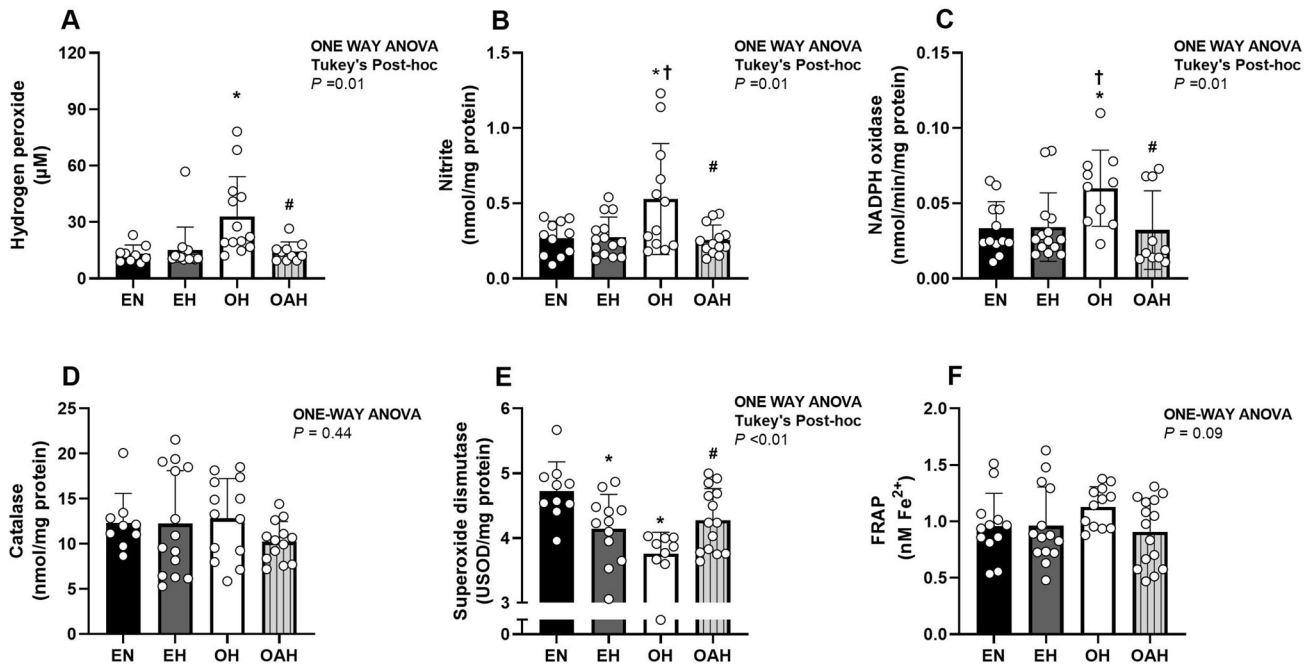 A
ONE WAY ANOVA
Tukey's Post-hoc
P =0.01
Hydrogen peroxide
(µM)
120
90
60
30
0
*
#
EN EH OH OAH
B
ONE WAY ANOVA
Tukey's Post-hoc
P =0.01
Nitrite
(nmol/mg protein)
1.5
1.0
0.5
0.0
*†
#
EN EH OH OAH
C
ONE WAY ANOVA
Tukey's Post-hoc
P =0.01
NADPH oxidase
(nmol/min/mg protein)
0.15
0.10
0.05
0.00
†
*
#
EN EH OH OAH
D
ONE-WAY ANOVA
P = 0.44
Catalase
(nmol/mg protein)
25
20
15
10
5
0
EN EH OH OAH
E
ONE WAY ANOVA
Tukey's Post-hoc
P <0.01
Superoxide dismutase
(USOD/mg protein)
6
5
4
3
0
*
*
#
EN EH OH OAH
F
ONE-WAY ANOVA
P = 0.09
FRAP
(nM Fe²⁺)
2.0
1.5
1.0
0.5
0.0
EN EH OH OAH